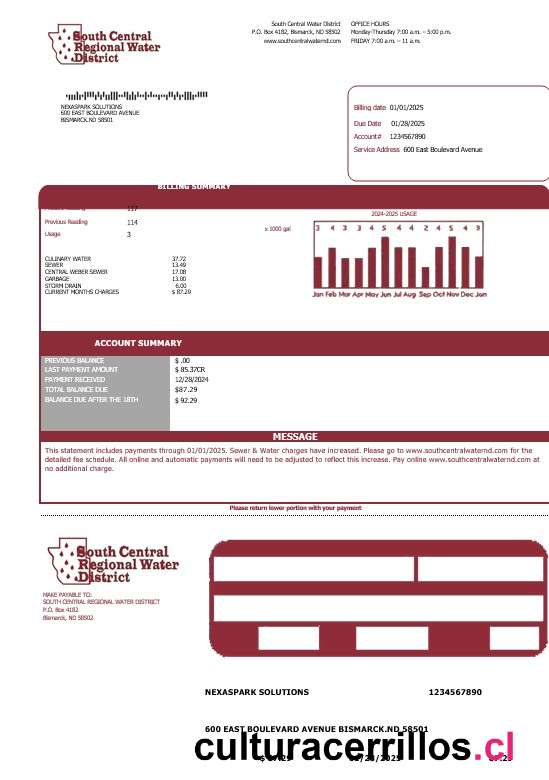 South Central
Regional Water
District
South Central Water District
P.O. Box 4182, Bismarck, ND 58502
www.southcentralwaternd.com
OFFICE HOURS
Monday-Thursday 7:00 a.m. – 5:00 p.m.
FRIDAY 7:00 a.m. – 11 a.m.
NEXASPARK SOLUTIONS
600 EAST BOULEVARD AVENUE
BISMARCK.ND 58501
Billing date 01/01/2025
Due Date 01/28/2025
Account# 1234567890
Service Address 600 East Boulevard Avenue
BILLING SUMMARY
117
Previous Reading 114
Usage 3
x 1000 gal
CULINARY WATER 37.72
SEWER 13.49
CENTRAL WEBER SEWER 17.08
GARBAGE 13.00
STORM DRAIN 6.00
CURRENT MONTHS CHARGES $ 87.29
2024-2025 USAGE
3 4 3 3 4 5 4 4 2 4 5 4 3
Jan Feb Mar Apr May Jun Jul Aug Sep Oct Nov Dec Jan
ACCOUNT SUMMARY
PREVIOUS BALANCE $ .00
LAST PAYMENT AMOUNT $ 85.37CR
PAYMENT RECEIVED 12/28/2024
TOTAL BALANCE DUE $87.29
BALANCE DUE AFTER THE 18TH $ 92.29
MESSAGE
This statement includes payments through 01/01/2025. Sewer & Water charges have increased. Please go to www.southcentralwaternd.com for the
detailed fee schedule. All online and automatic payments will need to be adjusted to reflect this increase. Pay online www.southcentralwaternd.com at
no additional charge.
Please return lower portion with your payment
South Central
Regional Water
District
MAKE PAYABLE TO:
SOUTH CENTRAL REGIONAL WATER DISTRICT
P.O. Box 4182
Bismarck, ND 58502
NEXASPARK SOLUTIONS 1234567890
600 EAST BOULEVARD AVENUE BISMARCK.ND 58501
culturacerrillos.cl